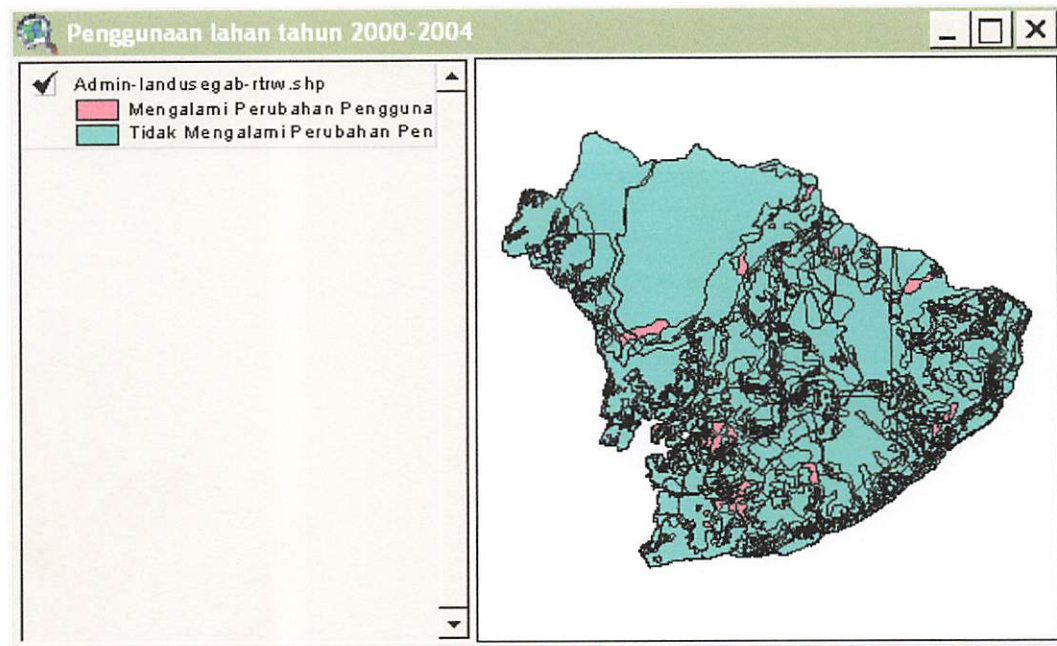 Penggunaan lahan tahun 2000-2004
Admin-landusegab-rtrw.shp
Mengalami Perubahan Pengguna
Tidak Mengalami Perubahan Pen